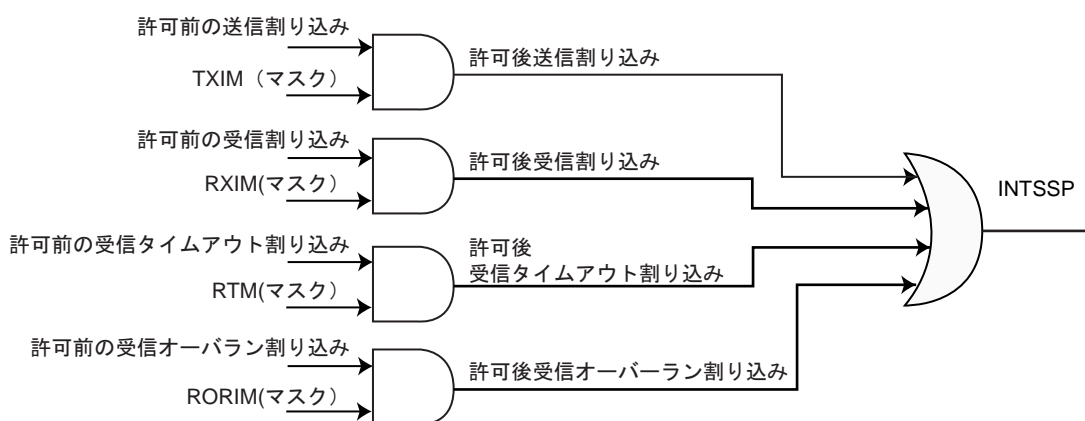 許可前の送信割り込み
TXIM（マスク）
許可後送信割り込み
許可前の受信割り込み
RXIM(マスク）
許可後受信割り込み
INTSSP
許可前の受信タイムアウト割り込み
RTM(マスク）
許可後
受信タイムアウト割り込み
許可前の受信オーバラン割り込み
RORIM(マスク）
許可後受信オーバーラン割り込み